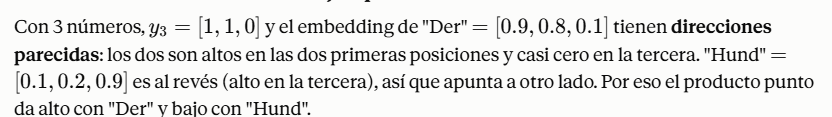 Con 3 números, y₃ = [1, 1, 0] y el embedding de "Der" = [0.9, 0.8, 0.1] tienen direcciones
parecidas: los dos son altos en las dos primeras posiciones y casi cero en la tercera. "Hund" =
[0.1, 0.2, 0.9] es al revés (alto en la tercera), así que apunta a otro lado. Por eso el producto punto
da alto con "Der" y bajo con "Hund".